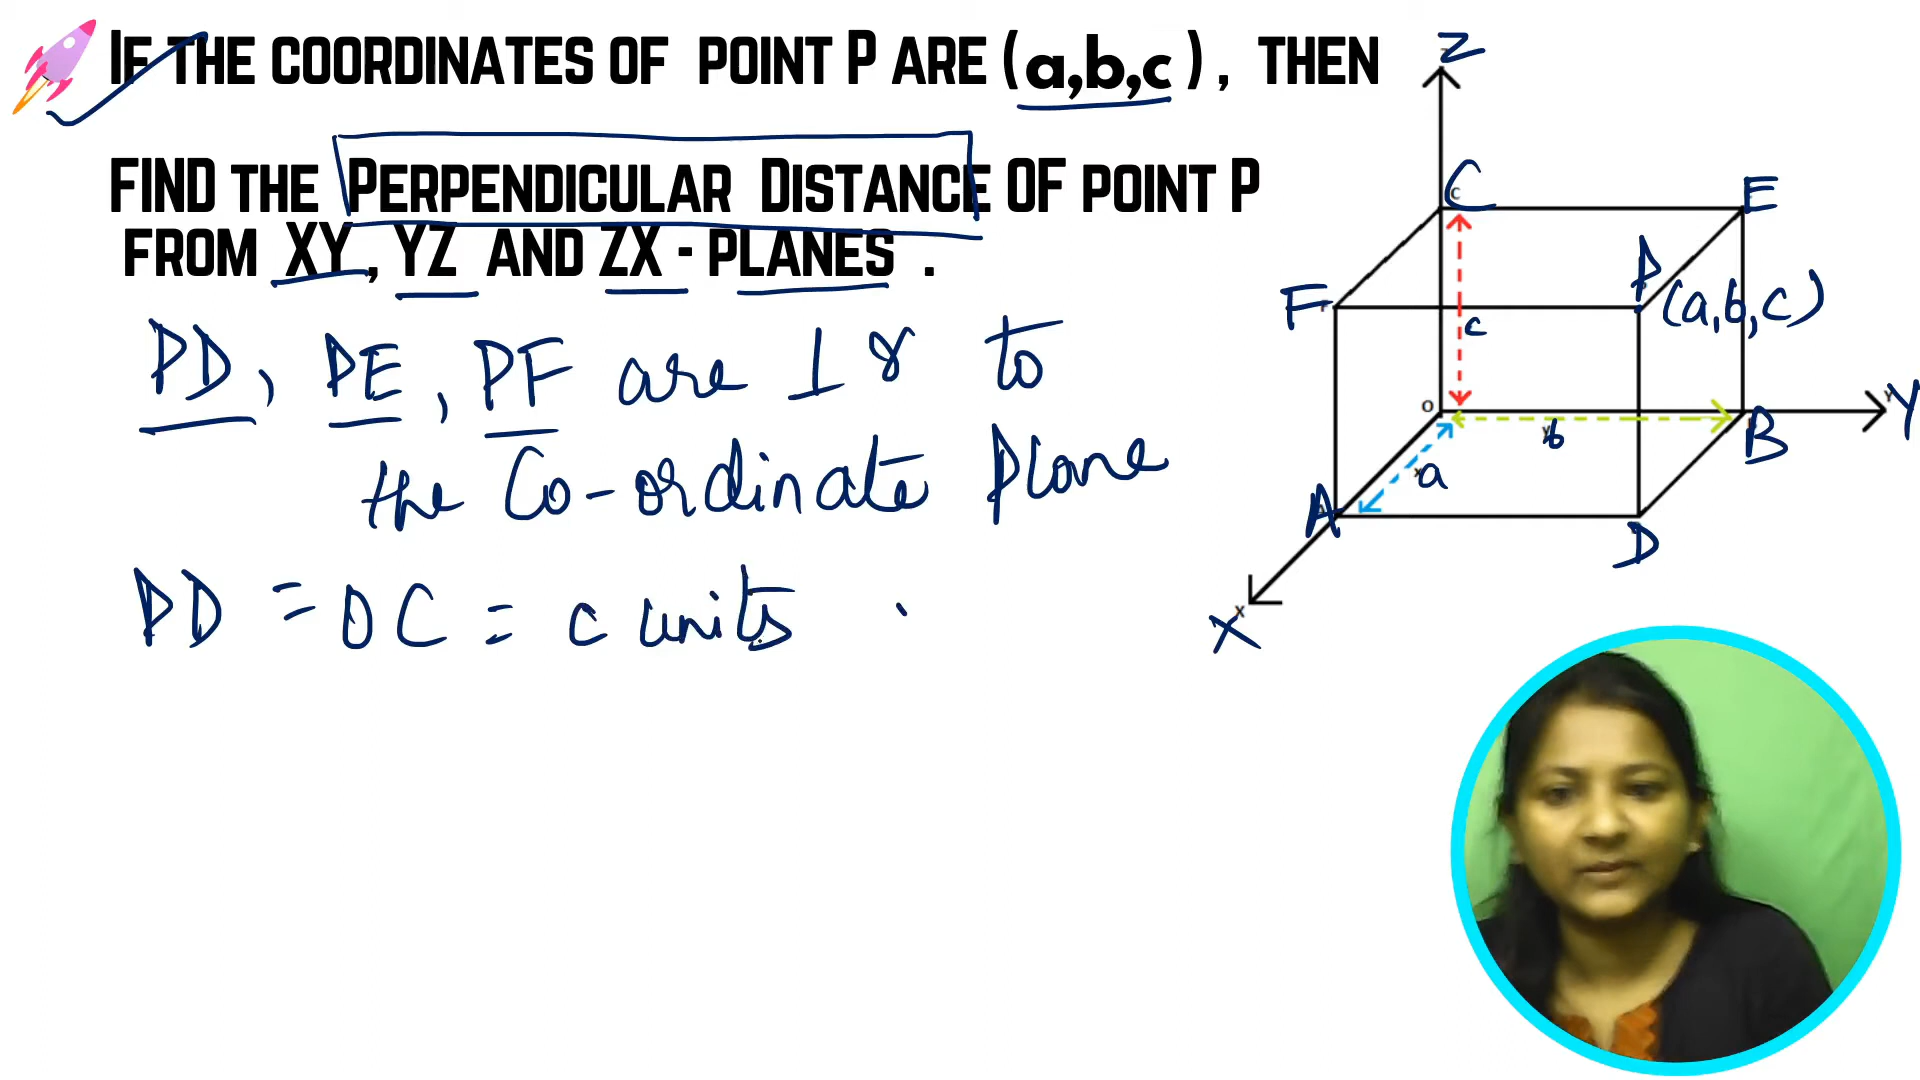 IF THE COORDINATES OF POINT P ARE (a,b,c), THEN
FIND THE PERPENDICULAR DISTANCE OF POINT P
FROM XY, YZ AND ZX - PLANES .
PD, PE, PF are ⊥ r to
the Co-ordinate plane
PD = OC = c units
Z
C
E
P
(a,b,c)
F
c
O
Y
b
B
a
A
D
X